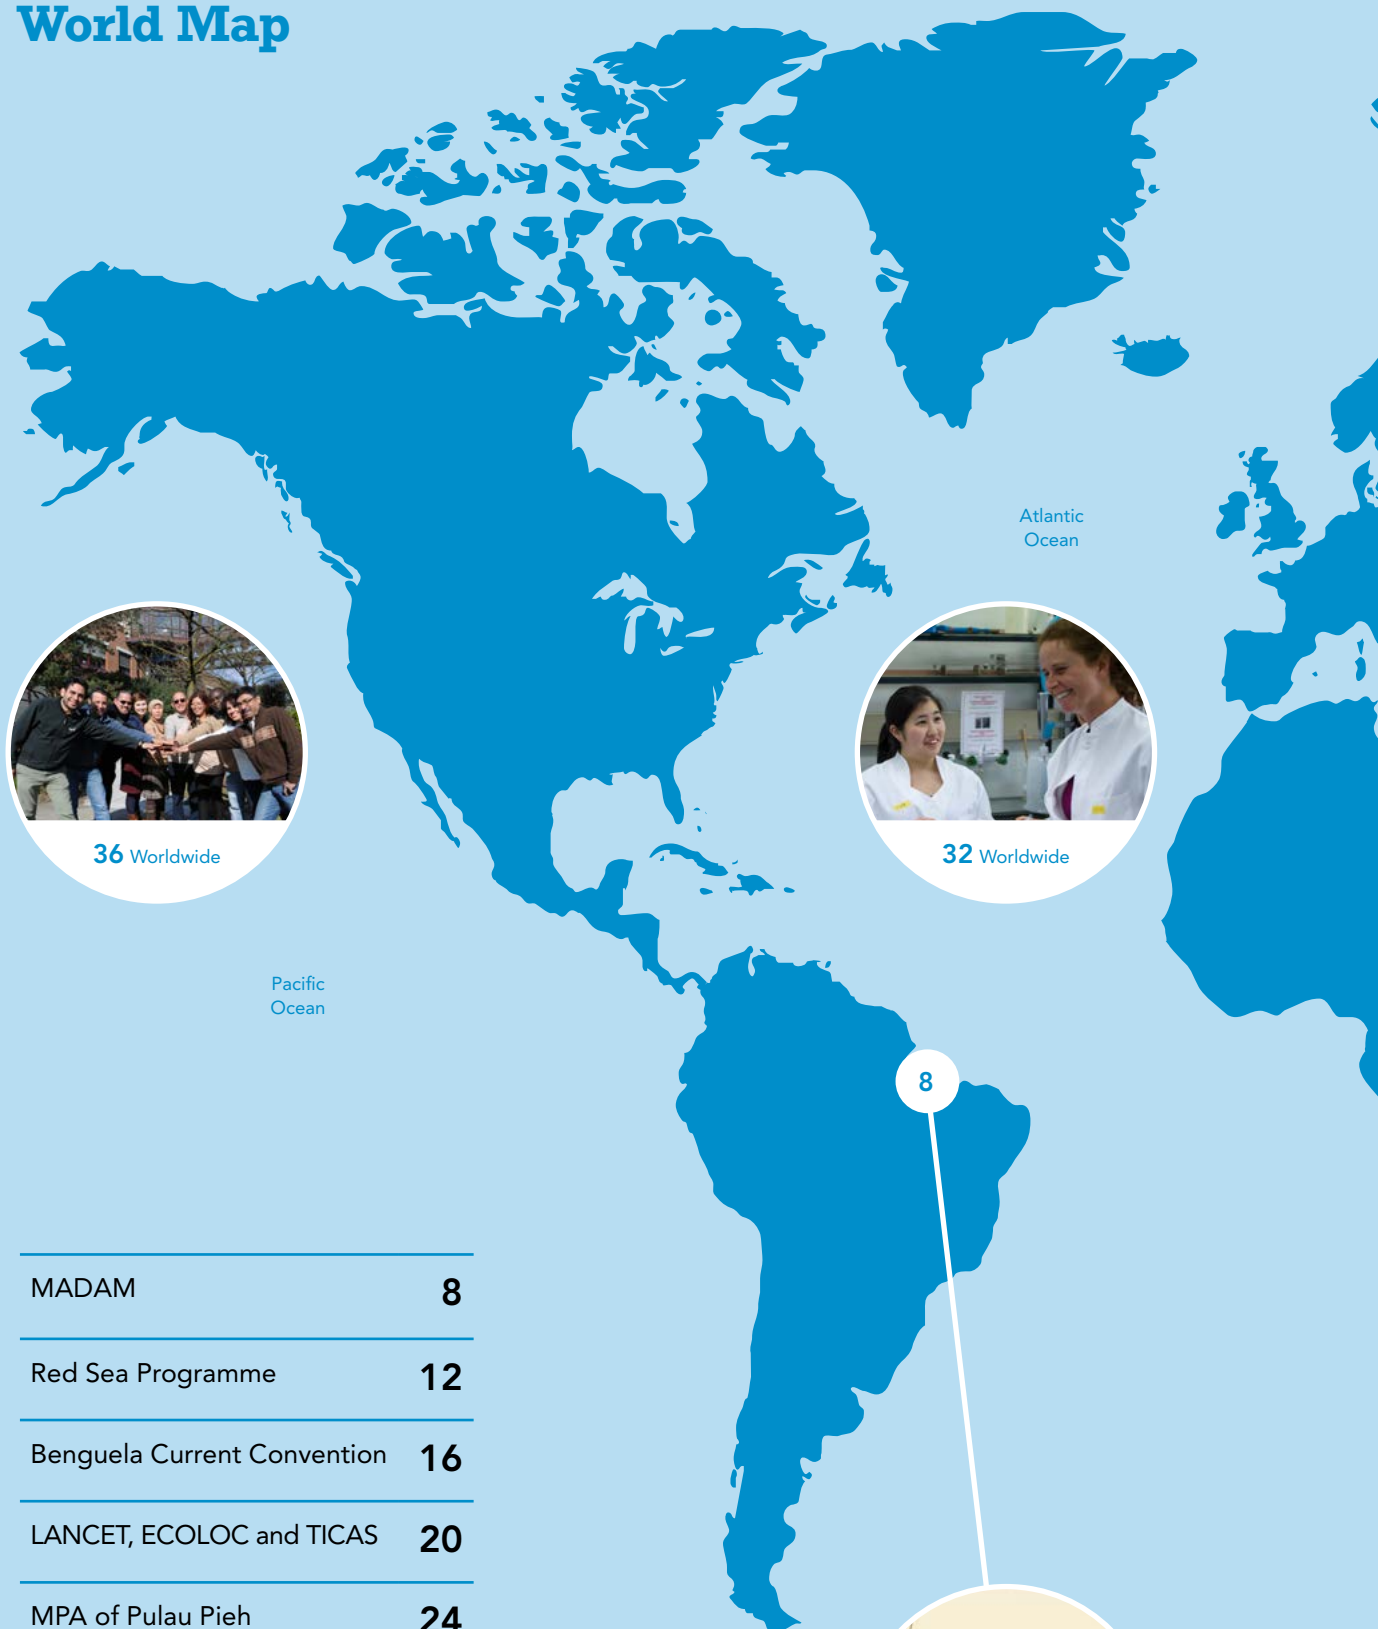 World Map
Atlantic
Ocean
36 Worldwide
32 Worldwide
Pacific
Ocean
8
MADAM 8
Red Sea Programme 12
Benguela Current Convention 16
LANCET, ECOLOC and TICAS 20
MPA of Pulau Pieh 24